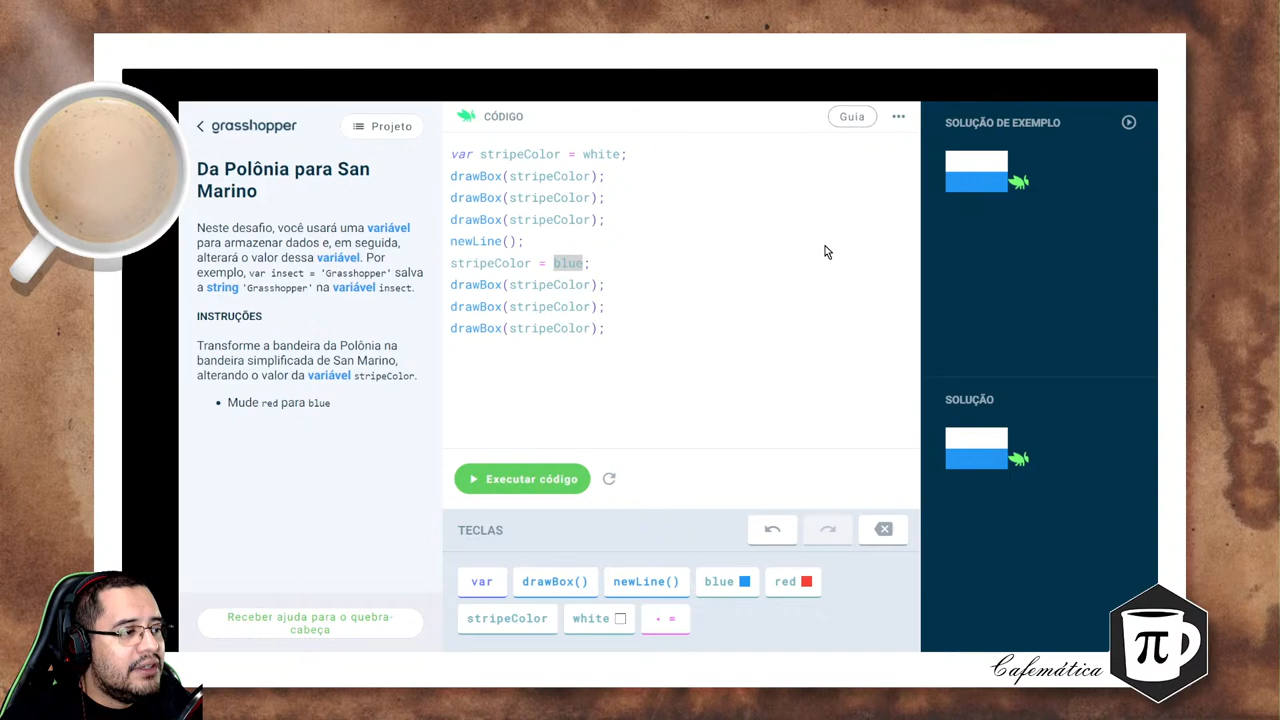 grasshopper
Projeto
Da Polônia para San
Marino
Neste desafio, você usará uma variável
para armazenar dados e, em seguida,
alterará o valor dessa variável. Por
exemplo, var insect = 'Grasshopper' salva
a string 'Grasshopper' na variável insect.
INSTRUÇÕES
Transforme a bandeira da Polônia na
bandeira simplificada de San Marino,
alterando o valor da variável stripeColor.
• Mude red para blue
Receber ajuda para o quebra-
cabeça
CÓDIGO
Guia
var stripeColor = white;
drawBox(stripeColor);
drawBox(stripeColor);
drawBox(stripeColor);
newLine();
stripeColor = blue;
drawBox(stripeColor);
drawBox(stripeColor);
drawBox(stripeColor);
Executar código
TECLAS
var
drawBox()
newLine()
blue
red
stripeColor
white
• =
SOLUÇÃO DE EXEMPLO
SOLUÇÃO
Cafemática
π